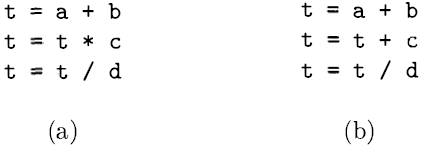 t = a + b
t = t * c
t = t / d
(a)
t = a + b
t = t + c
t = t / d
(b)